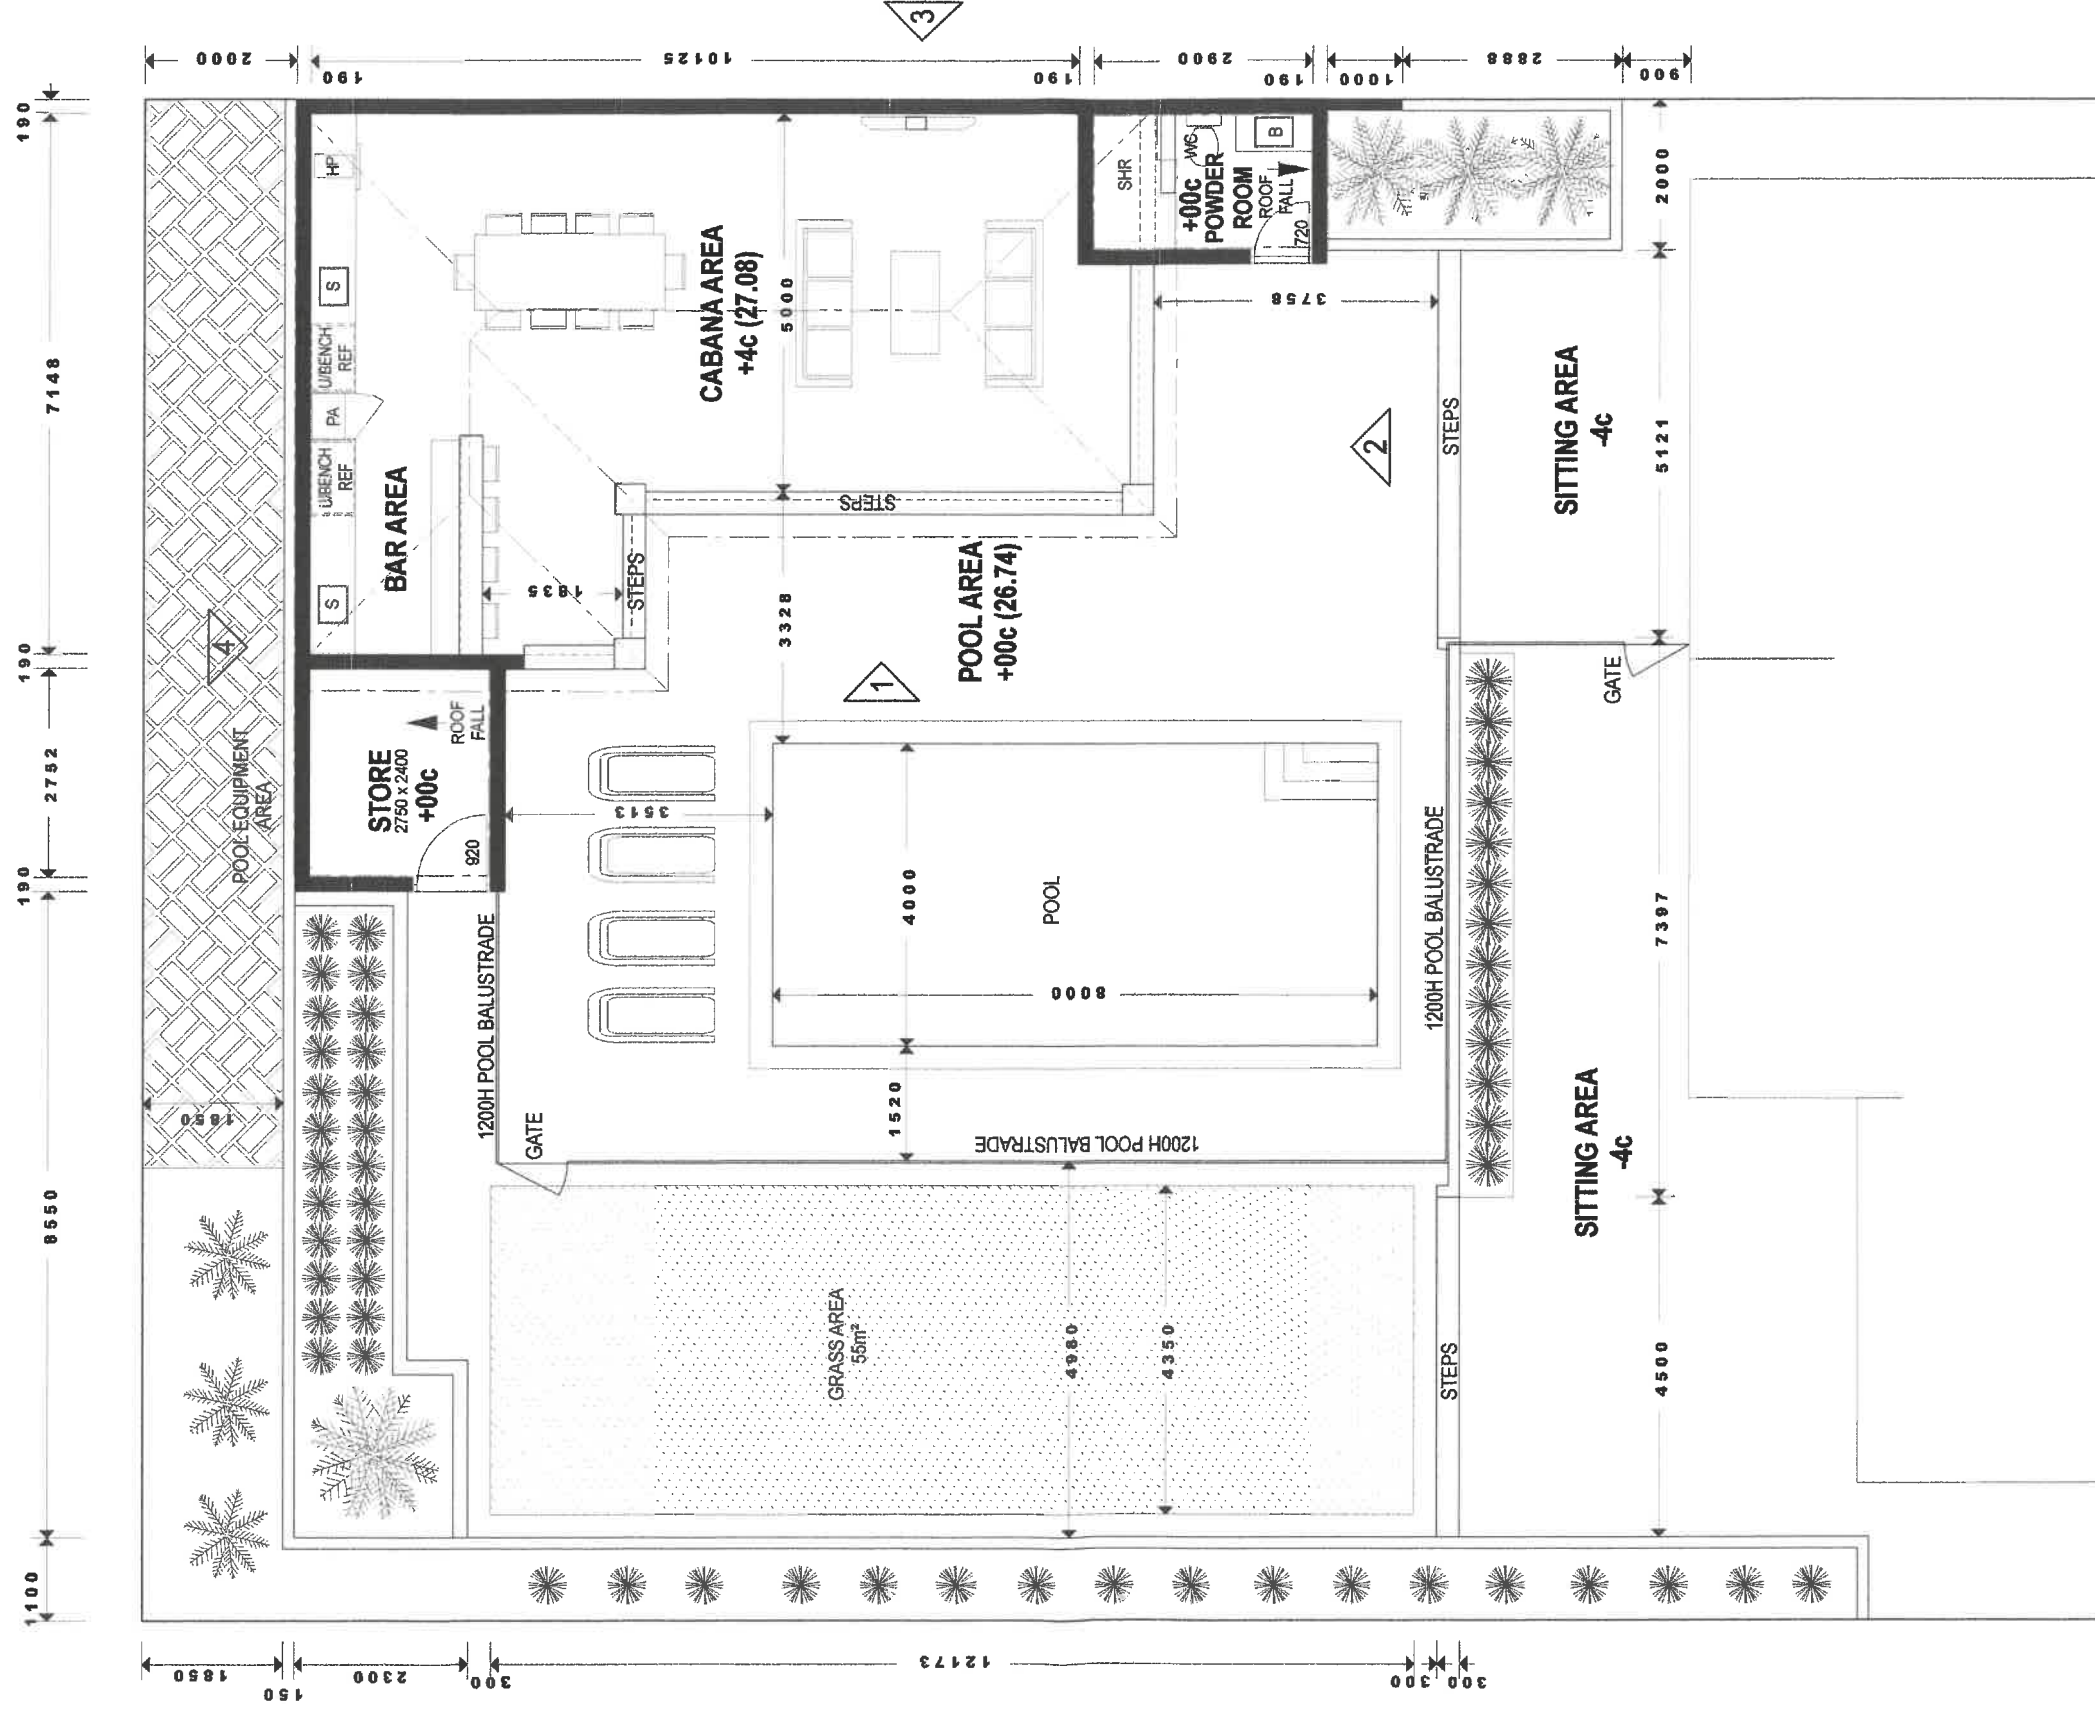 3
2000
190
10125
190
2900
190
1000
2888
900
190
7148
190
2752
190
8550
1100
HP
S
U/BENCH
REF
PA
U/BENCH
REF
S
BAR AREA
CABANA AREA
+4c (27.08)
5000
SHR
WC
+00c
POWDER
ROOM
ROOF
FALL
B
720
2000
3758
STEPS
STEPS
1835
3328
POOL AREA
+00c (26.74)
2
1
4
STEPS
SITTING AREA
-4c
5121
POOL EQUIPMENT
AREA
STORE
2750 x 2400
+00c
ROOF
FALL
920
3513
4000
POOL
8000
1520
1200H POOL BALUSTRADE
1200H POOL BALUSTRADE
1200H POOL BALUSTRADE
GATE
GATE
7397
SITTING AREA
-4c
1850
GRASS AREA
55m²
4980
4350
STEPS
4500
1850
150
2300
300
12173
300
300